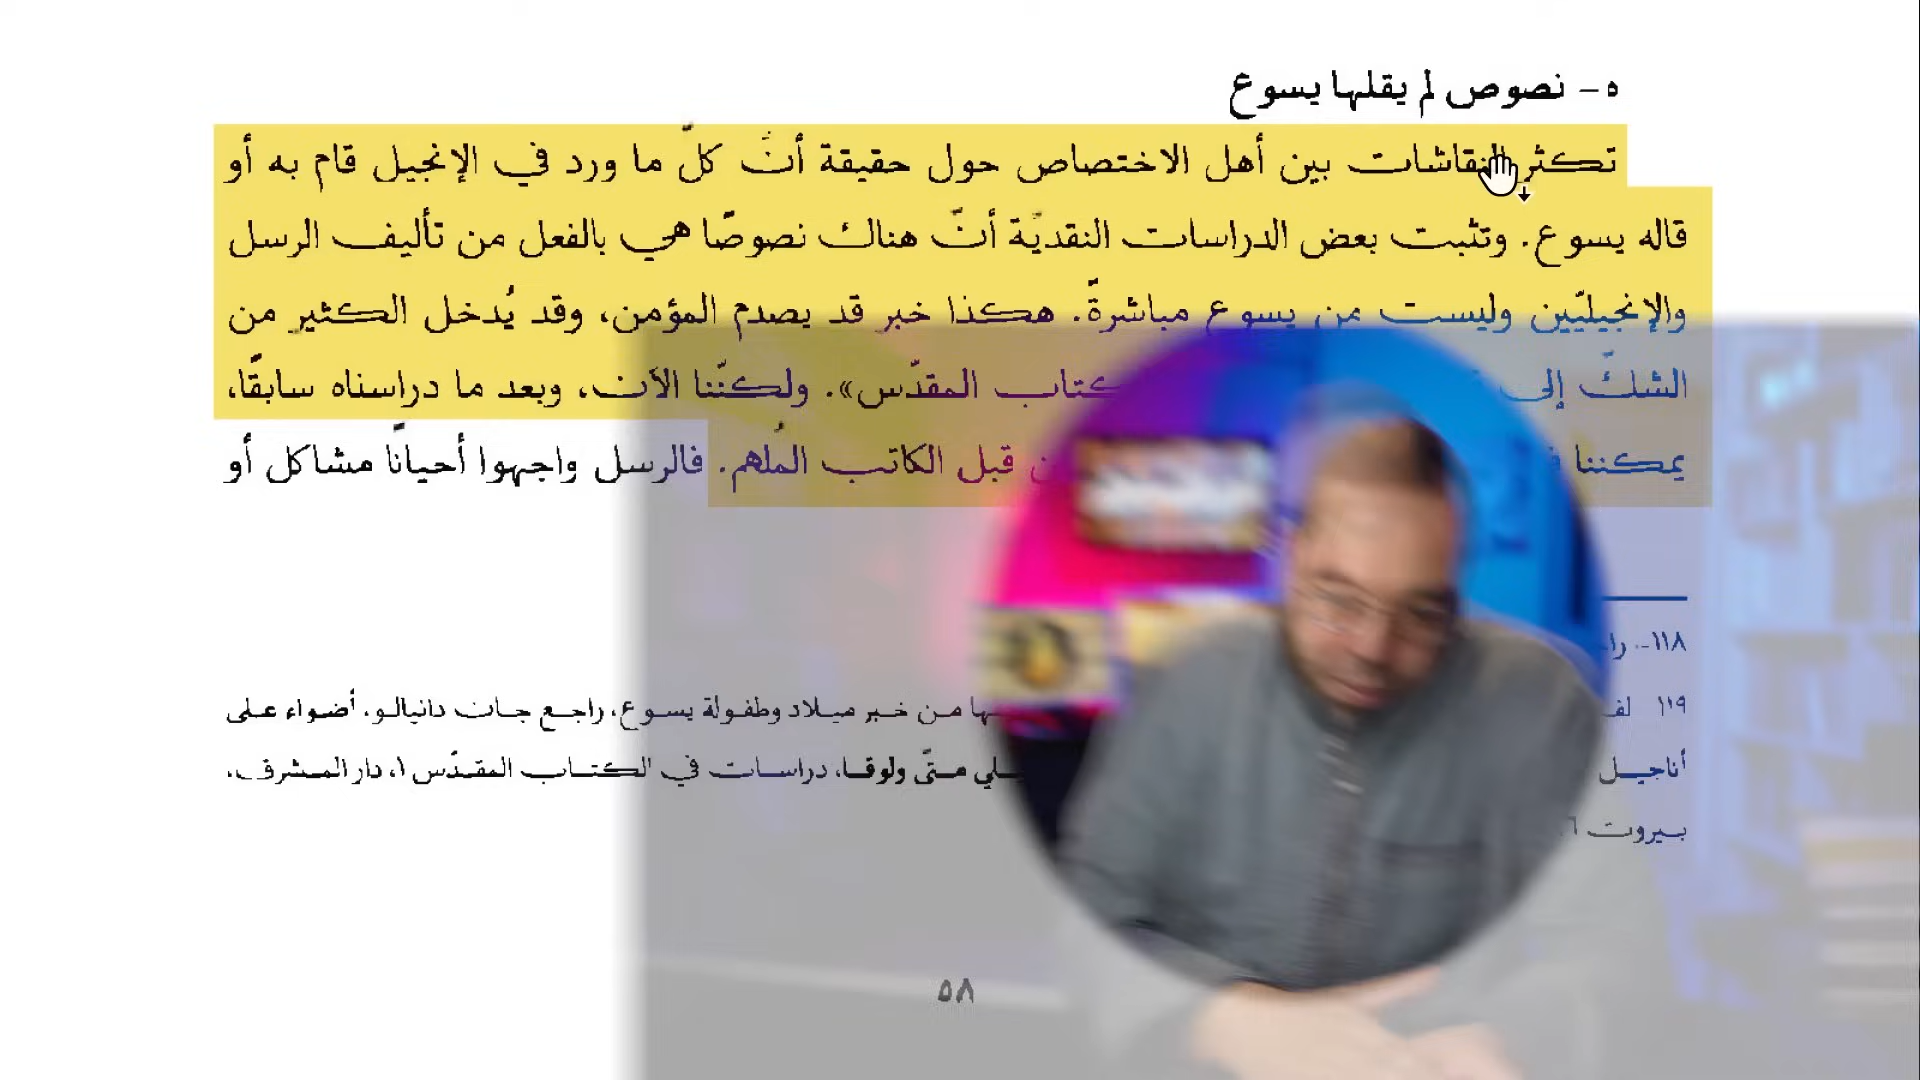 ٥- نصوص لم يقلها يسوع
تكثر النقاشات بين أهل الاختصاص حول حقيقة أنّ كلّ ما ورد في الإنجيل قام به أو
قاله يسوع. وتثبت بعض الدراسات النقديّة أنّ هناك نصوصًا هي بالفعل من تأليف الرسل
والإنجيليّين وليست من يسوع مباشرةً. هكذا خبر قد يصدم المؤمن، وقد يُدخل الكثير من
الشكّ إلى كتاب المقدّس». ولكنّنا الآن، وبعد ما دراسناه سابقًا،
يمكننا قبل الكاتب المُلهم. فالرسل واجهوا أحيانًا مشاكل أو
١١٨-
١١٩ من خبر ميلاد وطفولة يسوع، راجع جان دانيالو، أضواء على
أناجيل متّى ولوقا، دراسات في الكتاب المقدّس ١، دار المشرق،
بيروت
٥٨